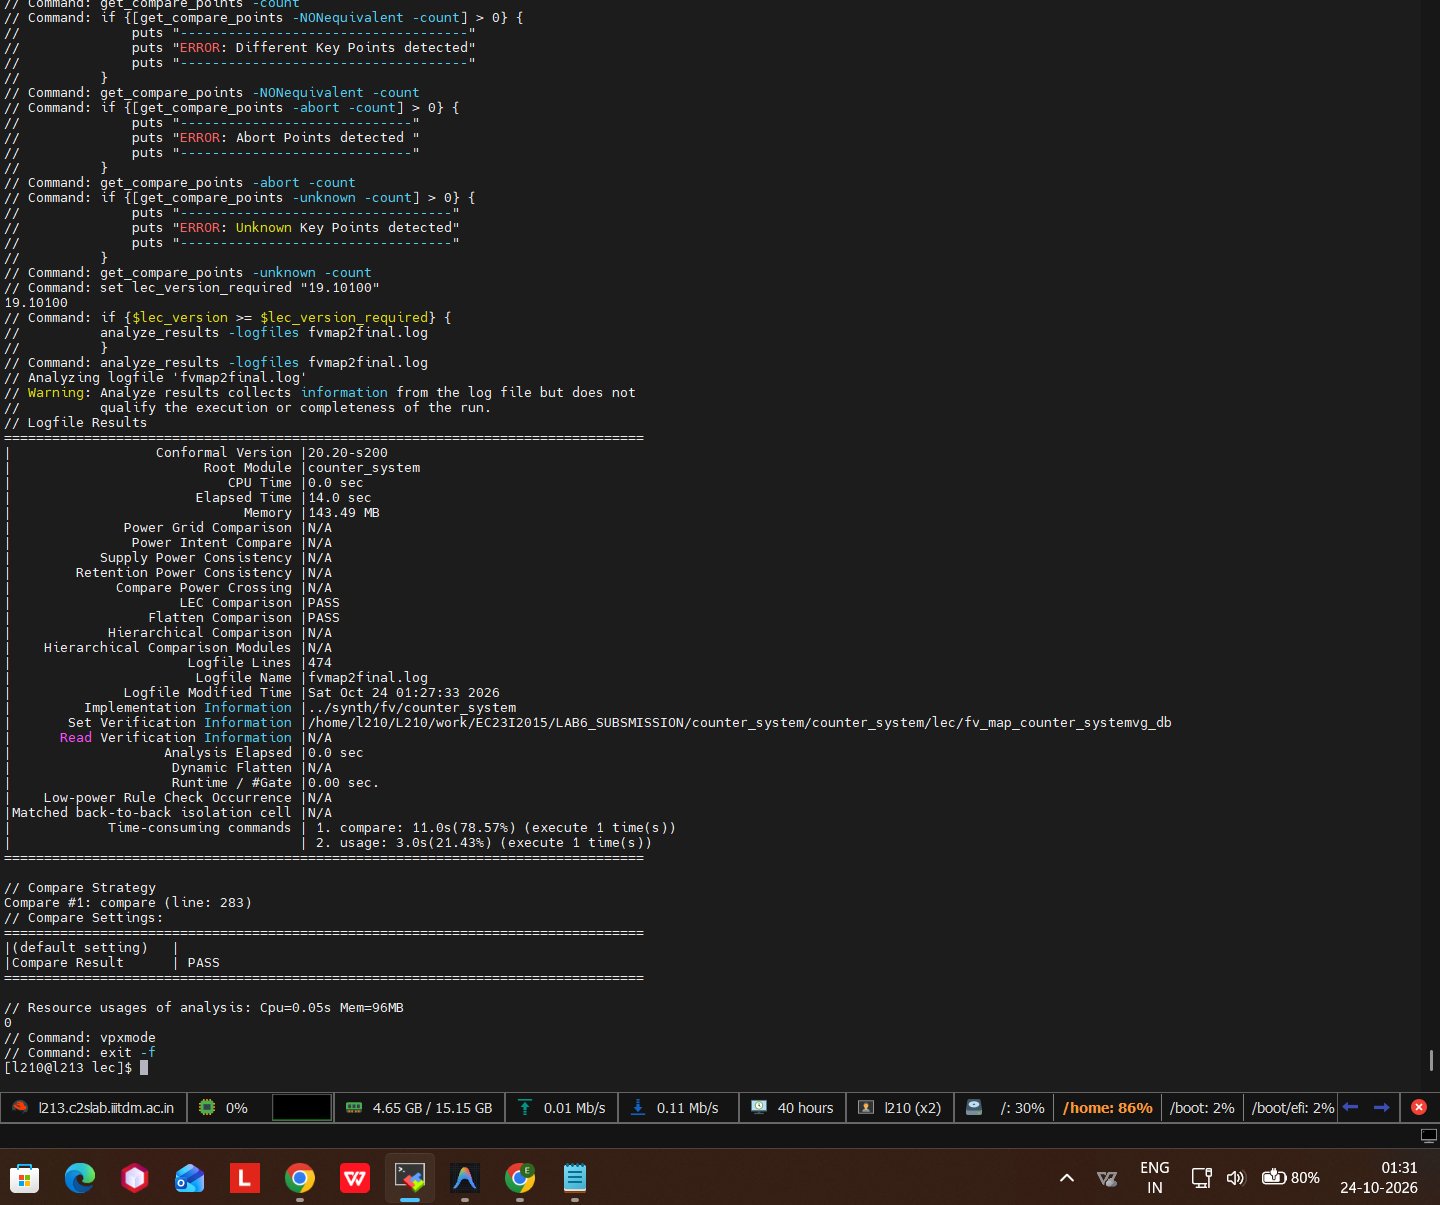 // Command: get_compare_points -count
// Command: if {[get_compare_points -NONequivalent -count] > 0} {
//              puts "------------------------------------"
//              puts "ERROR: Different Key Points detected"
//              puts "------------------------------------"
//          }
// Command: get_compare_points -NONequivalent -count
// Command: if {[get_compare_points -abort -count] > 0} {
//              puts "-----------------------------"
//              puts "ERROR: Abort Points detected "
//              puts "-----------------------------"
//          }
// Command: get_compare_points -abort -count
// Command: if {[get_compare_points -unknown -count] > 0} {
//              puts "----------------------------------"
//              puts "ERROR: Unknown Key Points detected"
//              puts "----------------------------------"
//          }
// Command: get_compare_points -unknown -count
// Command: set lec_version_required "19.10100"
19.10100
// Command: if {$lec_version >= $lec_version_required} {
//          analyze_results -logfiles fvmap2final.log
//          }
// Command: analyze_results -logfiles fvmap2final.log
// Analyzing logfile 'fvmap2final.log'
// Warning: Analyze results collects information from the log file but does not
//          qualify the execution or completeness of the run.
// Logfile Results
================================================================================
|                  Conformal Version |20.20-s200
|                        Root Module |counter_system
|                           CPU Time |0.0 sec
|                       Elapsed Time |14.0 sec
|                             Memory |143.49 MB
|              Power Grid Comparison |N/A
|               Power Intent Compare |N/A
|           Supply Power Consistency |N/A
|        Retention Power Consistency |N/A
|             Compare Power Crossing |N/A
|                     LEC Comparison |PASS
|                 Flatten Comparison |PASS
|            Hierarchical Comparison |N/A
|    Hierarchical Comparison Modules |N/A
|                      Logfile Lines |474
|                       Logfile Name |fvmap2final.log
|              Logfile Modified Time |Sat Oct 24 01:27:33 2026
|         Implementation Information |../synth/fv/counter_system
|       Set Verification Information |/home/l210/L210/work/EC23I2015/LAB6_SUBSMISSION/counter_system/counter_system/lec/fv_map_counter_systemvg_db
|      Read Verification Information |N/A
|                   Analysis Elapsed |0.0 sec
|                    Dynamic Flatten |N/A
|                    Runtime / #Gate |0.00 sec.
|    Low-power Rule Check Occurrence |N/A
|Matched back-to-back isolation cell |N/A
|            Time-consuming commands | 1. compare: 11.0s(78.57%) (execute 1 time(s))
|                                    | 2. usage: 3.0s(21.43%) (execute 1 time(s))
================================================================================
// Compare Strategy
Compare #1: compare (line: 283)
// Compare Settings:
================================================================================
|(default setting)   |
|Compare Result      | PASS
================================================================================
// Resource usages of analysis: Cpu=0.05s Mem=96MB
0
// Command: vpxmode
// Command: exit -f
[l210@l213 lec]$
l213.c2slab.iiitdm.ac.in 0% 4.65 GB / 15.15 GB 0.01 Mb/s 0.11 Mb/s 40 hours l210 (x2) /: 30% /home: 86% /boot: 2% /boot/efi: 2%
L W E ENG 80% 01:31
IN 24-10-2026